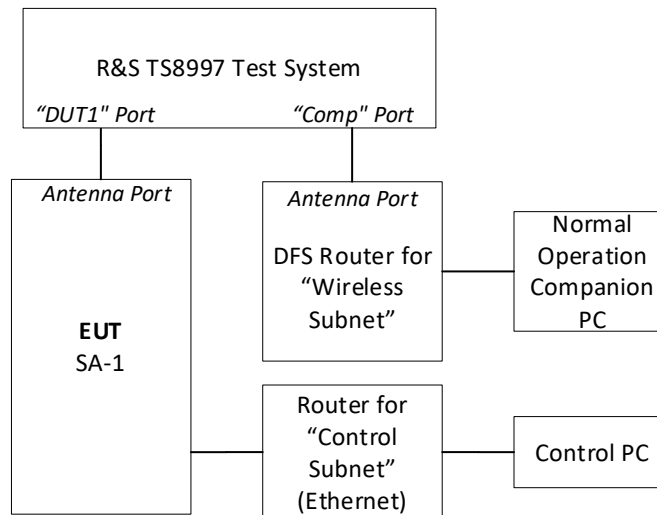 R&S TS8997 Test System
“DUT1" Port
“Comp" Port
Antenna Port
EUT
SA-1
Antenna Port
DFS Router for
“Wireless
Subnet”
Normal
Operation
Companion
PC
Router for
“Control
Subnet”
(Ethernet)
Control PC